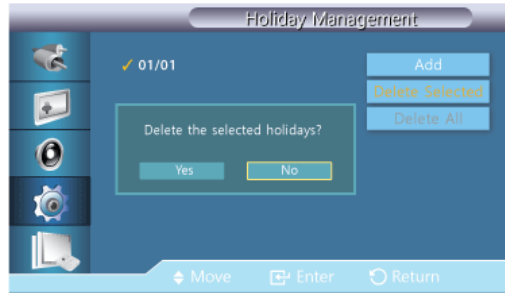 Holiday Management
✓ 01/01
Add
Delete Selected
Delete All
Delete the selected holidays?
Yes No
Move Enter Return